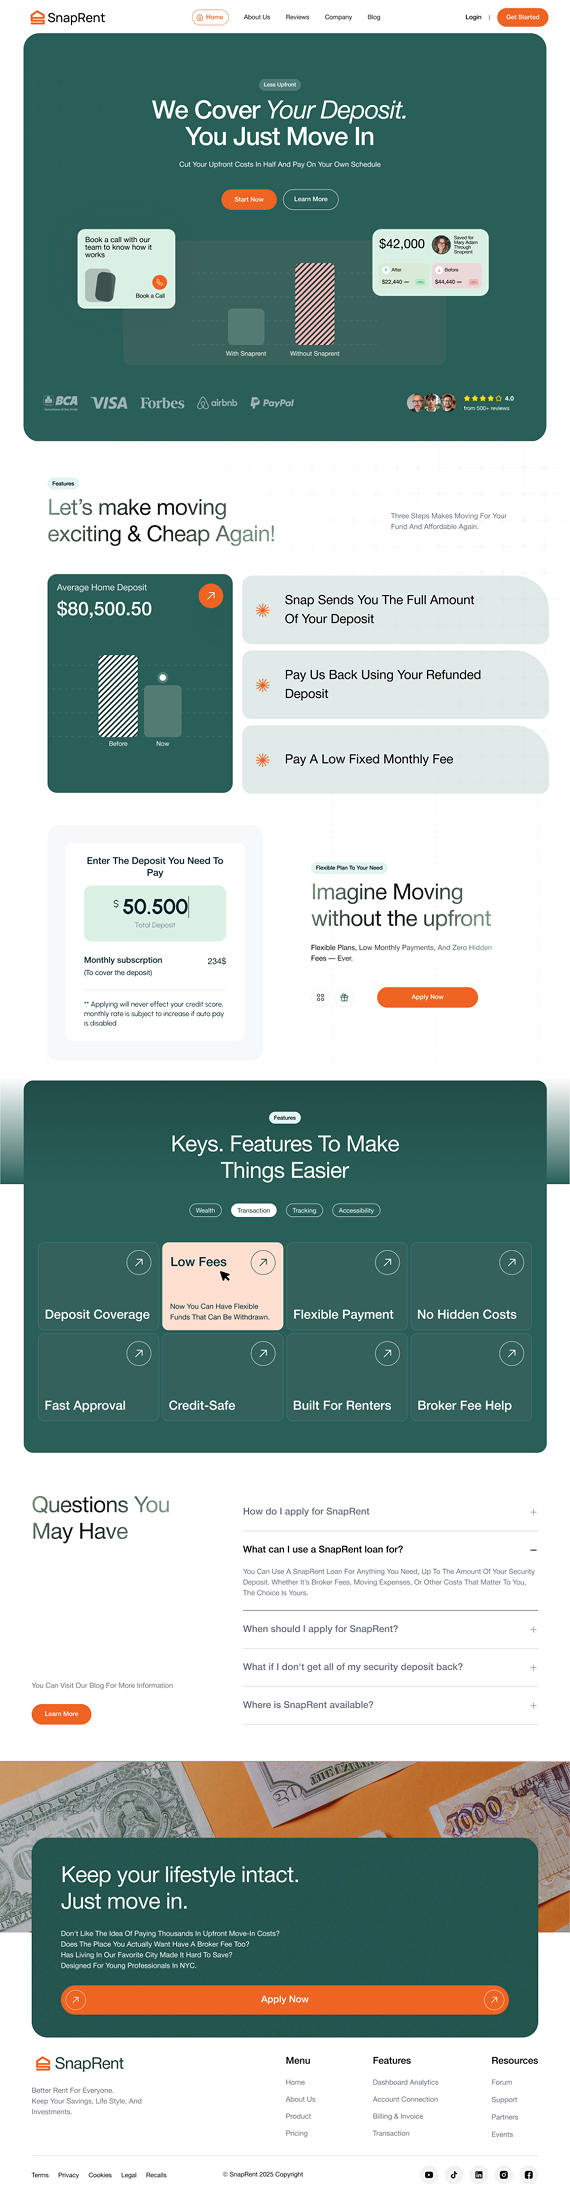 SnapRent
Home
About Us
Reviews
Company
Blog
Login
|
Get Started
Less Upfront
We Cover Your Deposit.
You Just Move In
Cut Your Upfront Costs In Half And Pay On Your Own Schedule
Start Now
Learn More
Book a call with our
team to know how it
works
Book a Call
$42,000
Saved for
Mary Adam
Through
Snaprent
After
$22,440
Before
$44,440
With Snaprent
Without Snaprent
BCA
VISA
Forbes
airbnb
PayPal
4.0
from 500+ reviews
Features
Let's make moving
exciting & Cheap Again!
Three Steps Makes Moving For Your
Fund And Affordable Again.
Average Home Deposit
$80,500.50
Before
Now
Snap Sends You The Full Amount
Of Your Deposit
Pay Us Back Using Your Refunded
Deposit
Pay A Low Fixed Monthly Fee
Enter The Deposit You Need To
Pay
$ 50.500
Total Deposit
Monthly subscrption
234$
(To cover the deposit)
** Applying will never effect your credit score.
monthly rate is subject to increase if auto pay
is disabled
Flexible Plan To Your Need
Imagine Moving
without the upfront
Flexible Plans, Low Monthly Payments, And Zero Hidden
Fees — Ever.
Apply Now
Features
Keys. Features To Make
Things Easier
Wealth
Transaction
Tracking
Accessibility
Deposit Coverage
Low Fees
Now You Can Have Flexible
Funds That Can Be Withdrawn.
Flexible Payment
No Hidden Costs
Fast Approval
Credit-Safe
Built For Renters
Broker Fee Help
Questions You
May Have
You Can Visit Our Blog For More Information
Learn More
How do I apply for SnapRent
What can I use a SnapRent loan for?
You Can Use A SnapRent Loan For Anything You Need, Up To The Amount Of Your Security
Deposit. Whether It's Broker Fees, Moving Expenses, Or Other Costs That Matter To You,
The Choice Is Yours.
When should I apply for SnapRent?
What if I don't get all of my security deposit back?
Where is SnapRent available?
Keep your lifestyle intact.
Just move in.
Don't Like The Idea Of Paying Thousands In Upfront Move-In Costs?
Does The Place You Actually Want Have A Broker Fee Too?
Has Living In Our Favorite City Made It Hard To Save?
Designed For Young Professionals In NYC.
Apply Now
SnapRent
Better Rent For Everyone.
Keep Your Savings, Life Style, And
Investments.
Menu
Home
About Us
Product
Pricing
Features
Dashboard Analytics
Account Connection
Billing & Invoice
Transaction
Resources
Forum
Support
Partners
Events
Terms
Privacy
Cookies
Legal
Recalls
© SnapRent 2025 Copyright